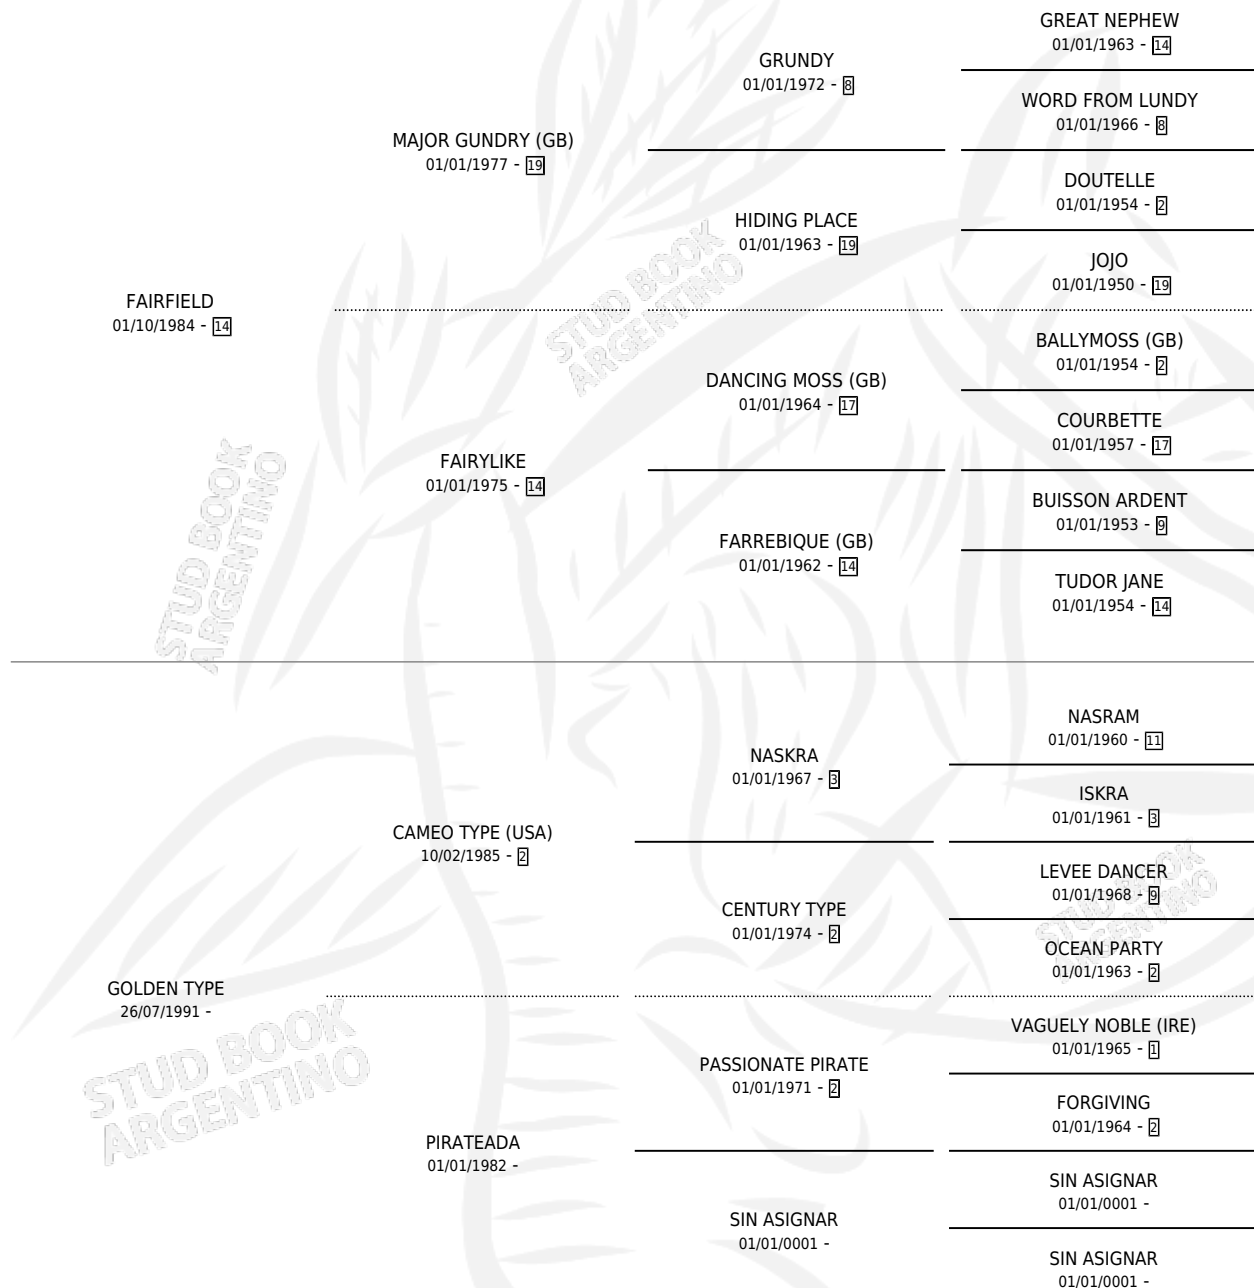 GREAT NEPHEW
01/01/1963 - 14
GRUNDY
01/01/1972 - 8
WORD FROM LUNDY
01/01/1966 - 8
MAJOR GUNDRY (GB)
01/01/1977 - 19
DOUTELLE
01/01/1954 - 2
HIDING PLACE
01/01/1963 - 19
JOJO
01/01/1950 - 19
FAIRFIELD
01/10/1984 - 14
STUD BOOK
ARGENTINO
BALLYMOSS (GB)
01/01/1954 - 2
DANCING MOSS (GB)
01/01/1964 - 17
COURBETTE
01/01/1957 - 17
FAIRYLIKE
01/01/1975 - 14
BUISSON ARDENT
01/01/1953 - 9
FARREBIQUE (GB)
01/01/1962 - 14
TUDOR JANE
01/01/1954 - 14
STUD BOOK
ARGENTINO
NASRAM
01/01/1960 - 11
NASKRA
01/01/1967 - 3
ISKRA
01/01/1961 - 3
CAMEO TYPE (USA)
10/02/1985 - 2
LEVEE DANCER
01/01/1968 - 9
CENTURY TYPE
01/01/1974 - 2
OCEAN PARTY
01/01/1963 - 2
STUD BOOK
ARGENTINO
GOLDEN TYPE
26/07/1991 -
VAGUELY NOBLE (IRE)
01/01/1965 - 1
PASSIONATE PIRATE
01/01/1971 - 2
FORGIVING
01/01/1964 - 2
STUD BOOK
ARGENTINO
PIRATEADA
01/01/1982 -
SIN ASIGNAR
01/01/0001 -
SIN ASIGNAR
01/01/0001 -
SIN ASIGNAR
01/01/0001 -